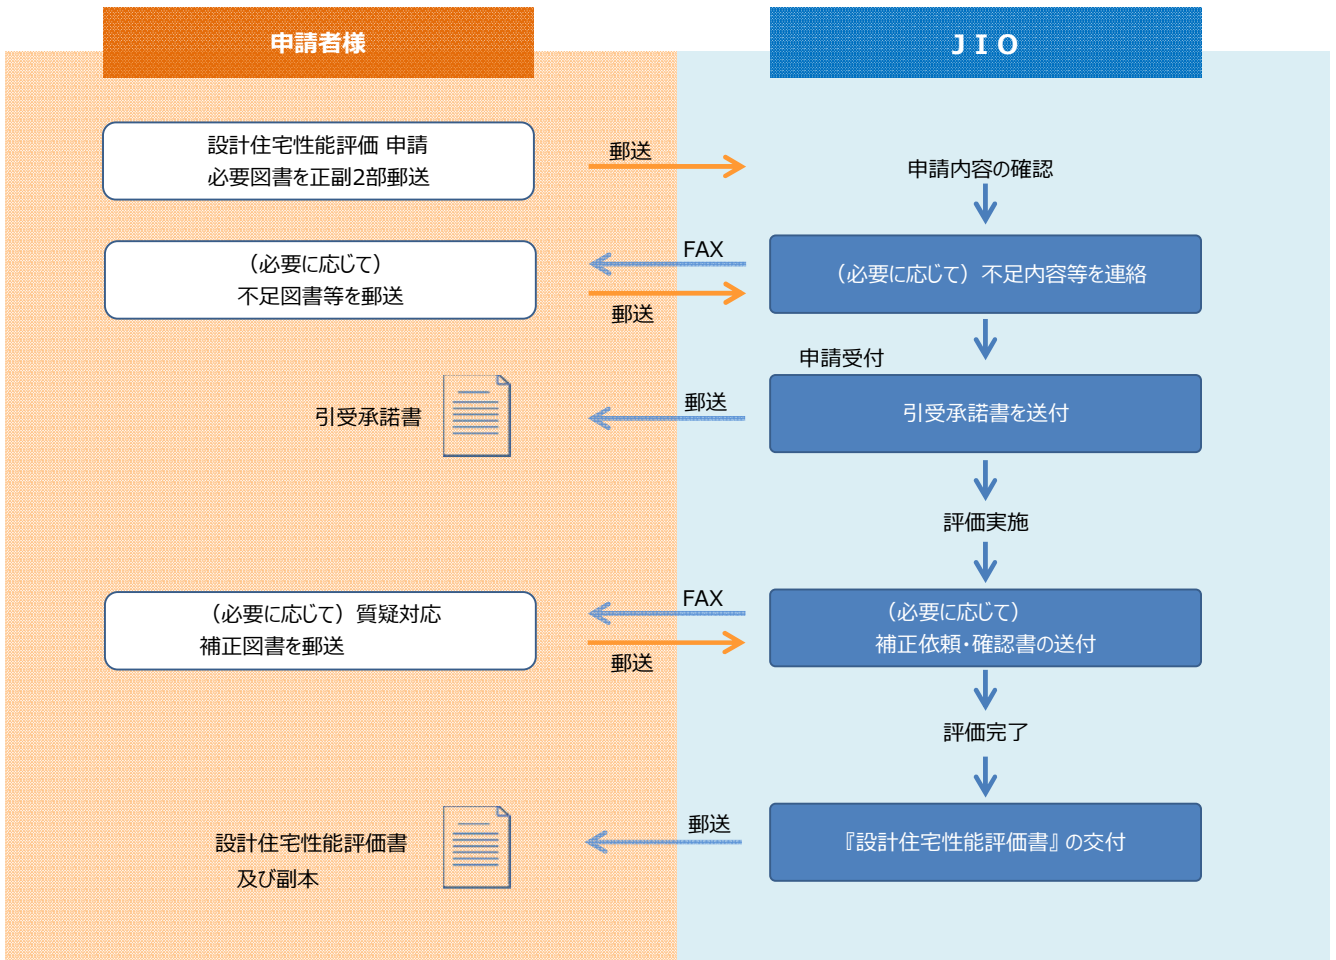 申請者様
JIO
設計住宅性能評価 申請
必要図書を正副2部郵送
郵送
申請内容の確認
（必要に応じて）
不足図書等を郵送
FAX
郵送
（必要に応じて）不足内容等を連絡
申請受付
引受承諾書
郵送
引受承諾書を送付
評価実施
（必要に応じて）質疑対応
補正図書を郵送
FAX
郵送
（必要に応じて）
補正依頼・確認書の送付
評価完了
設計住宅性能評価書
及び副本
郵送
『設計住宅性能評価書』の交付